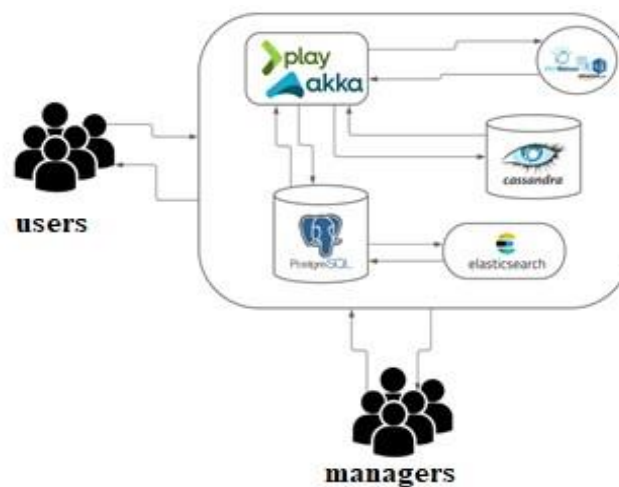 play
akka
cassandra
users
PostgreSQL
elasticsearch
managers